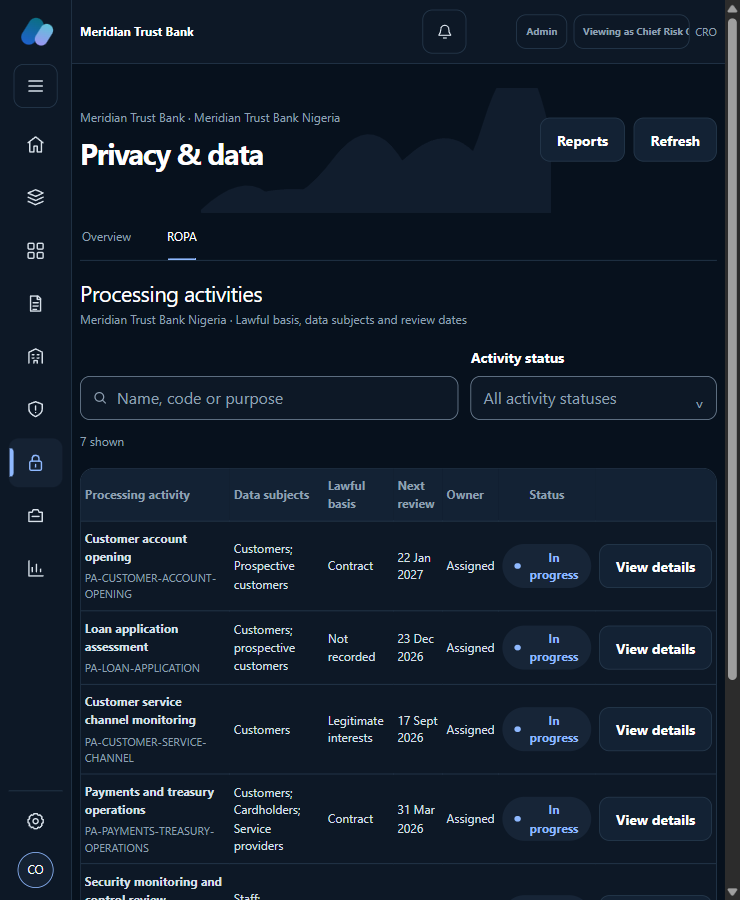 Meridian Trust Bank
Admin
Viewing as Chief Risk
CRO
Meridian Trust Bank · Meridian Trust Bank Nigeria
Privacy & data
Reports
Refresh
Overview
ROPA
Processing activities
Meridian Trust Bank Nigeria · Lawful basis, data subjects and review dates
Activity status
Name, code or purpose
All activity statuses
v
7 shown
Processing activity
Data subjects
Lawful
basis
Next
review
Owner
Status
Customer account
opening
PA-CUSTOMER-ACCOUNT-
OPENING
Customers;
Prospective
customers
Contract
22 Jan
2027
Assigned
In
progress
View details
Loan application
assessment
PA-LOAN-APPLICATION
Customers;
prospective
customers
Not
recorded
23 Dec
2026
Assigned
In
progress
View details
Customer service
channel monitoring
PA-CUSTOMER-SERVICE-
CHANNEL
Customers
Legitimate
interests
17 Sept
2026
Assigned
In
progress
View details
Payments and treasury
operations
PA-PAYMENTS-TREASURY-
OPERATIONS
Customers;
Cardholders;
Service
providers
Contract
31 Mar
2026
Assigned
In
progress
View details
Security monitoring and
control review
Staff;
CO